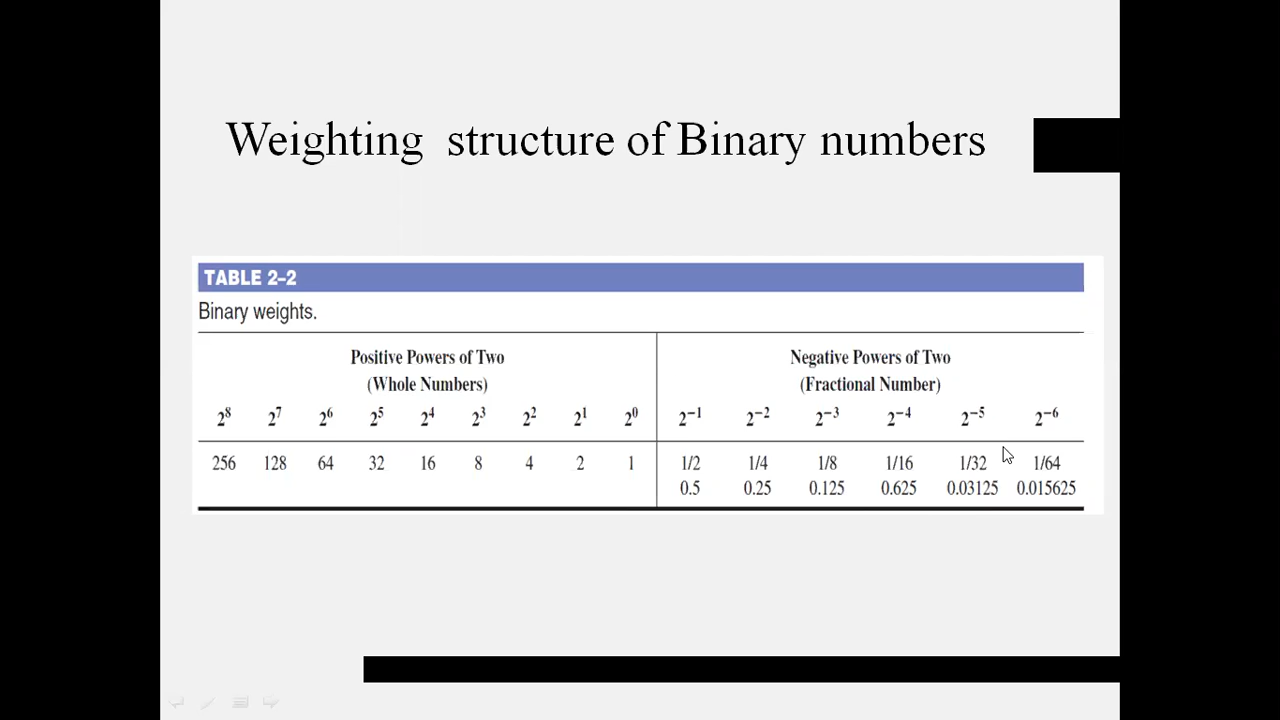 Weighting structure of Binary numbers
TABLE 2–2
Binary weights.
Positive Powers of Two
(Whole Numbers)
Negative Powers of Two
(Fractional Number)
2⁸ 2⁷ 2⁶ 2⁵ 2⁴ 2³ 2² 2¹ 2⁰ 2⁻¹ 2⁻² 2⁻³ 2⁻⁴ 2⁻⁵ 2⁻⁶
256 128 64 32 16 8 4 2 1 1/2 1/4 1/8 1/16 1/32 1/64
0.5 0.25 0.125 0.625 0.03125 0.015625